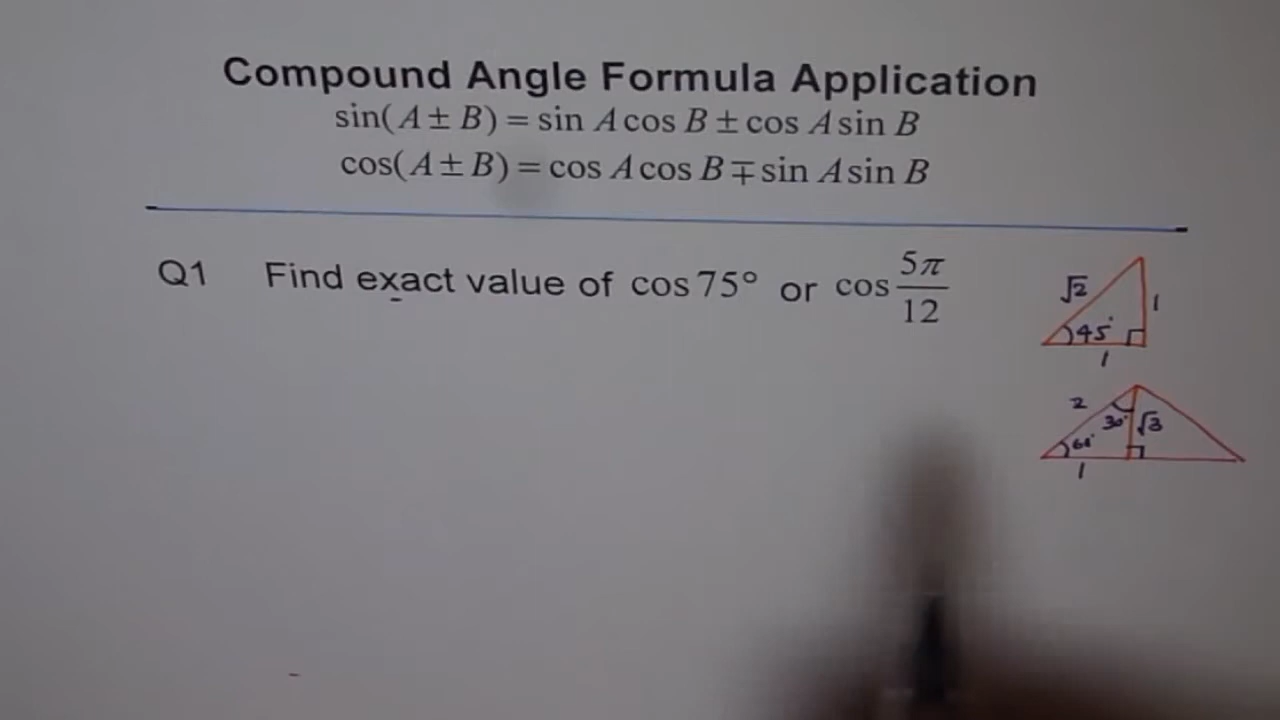 Compound Angle Formula Application
sin(A ± B) = sin A cos B ± cos A sin B
cos(A ± B) = cos A cos B ∓ sin A sin B
Q1 Find exact value of cos 75° or cos 5π/12
√2
1
45°
1
2
30°
√3
60°
1